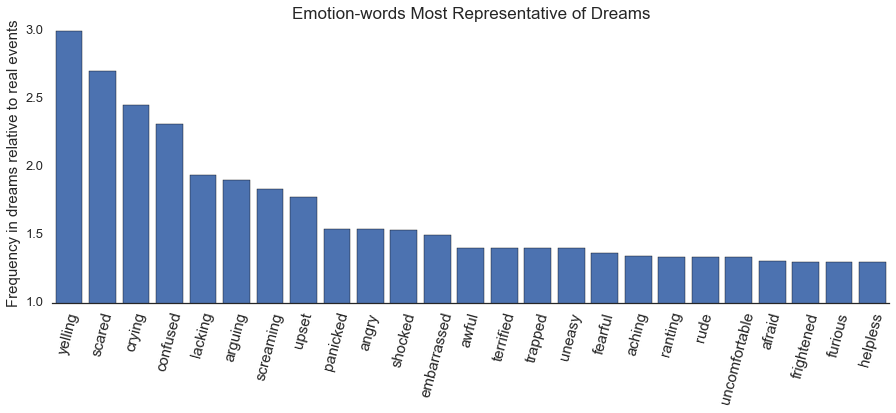 Emotion-words Most Representative of Dreams
Frequency in dreams relative to real events
3.0
2.5
2.0
1.5
1.0
yelling
scared
crying
confused
lacking
arguing
screaming
upset
panicked
angry
shocked
embarrassed
awful
terrified
trapped
uneasy
fearful
aching
ranting
rude
uncomfortable
afraid
frightened
furious
helpless